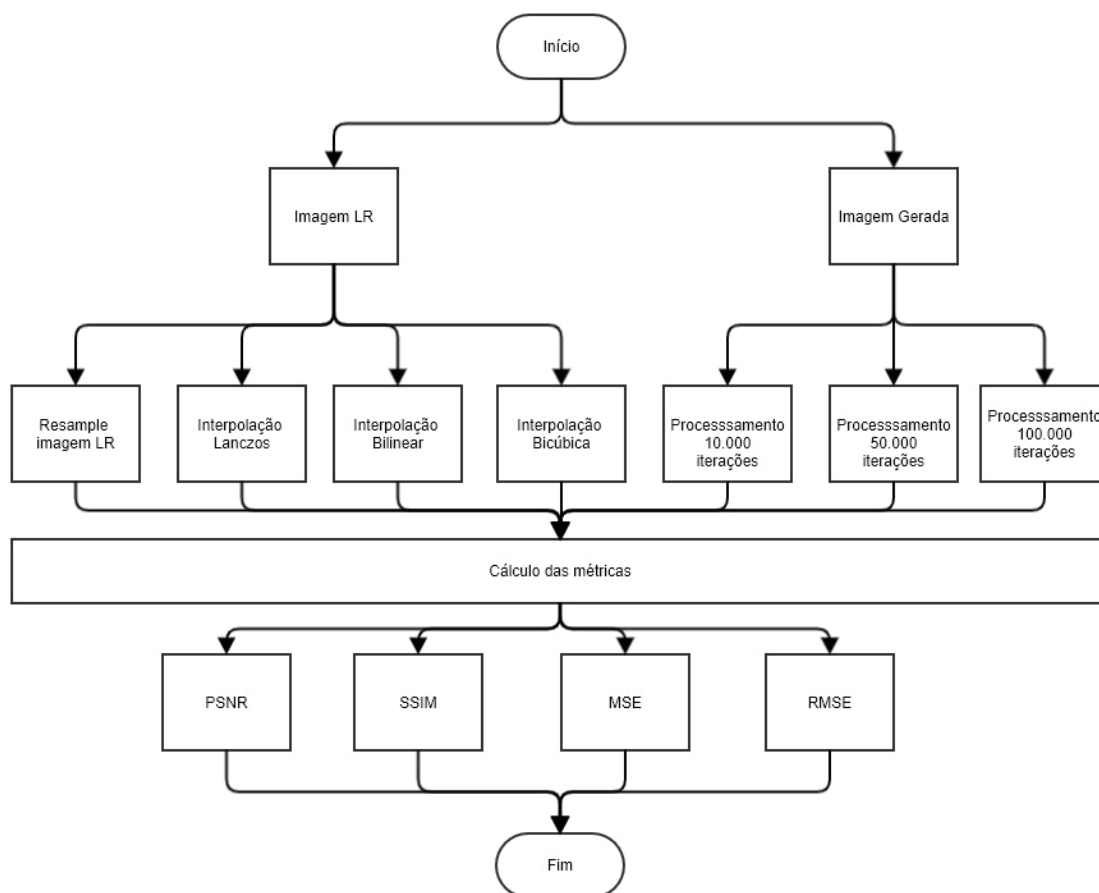 Início
Imagem LR
Imagem Gerada
Resample
imagem LR
Interpolação
Lanczos
Interpolação
Bilinear
Interpolação
Bicúbica
Processsamento
10.000
iterações
Processsamento
50.000
iterações
Processsamento
100.000
iterações
Cálculo das métricas
PSNR
SSIM
MSE
RMSE
Fim